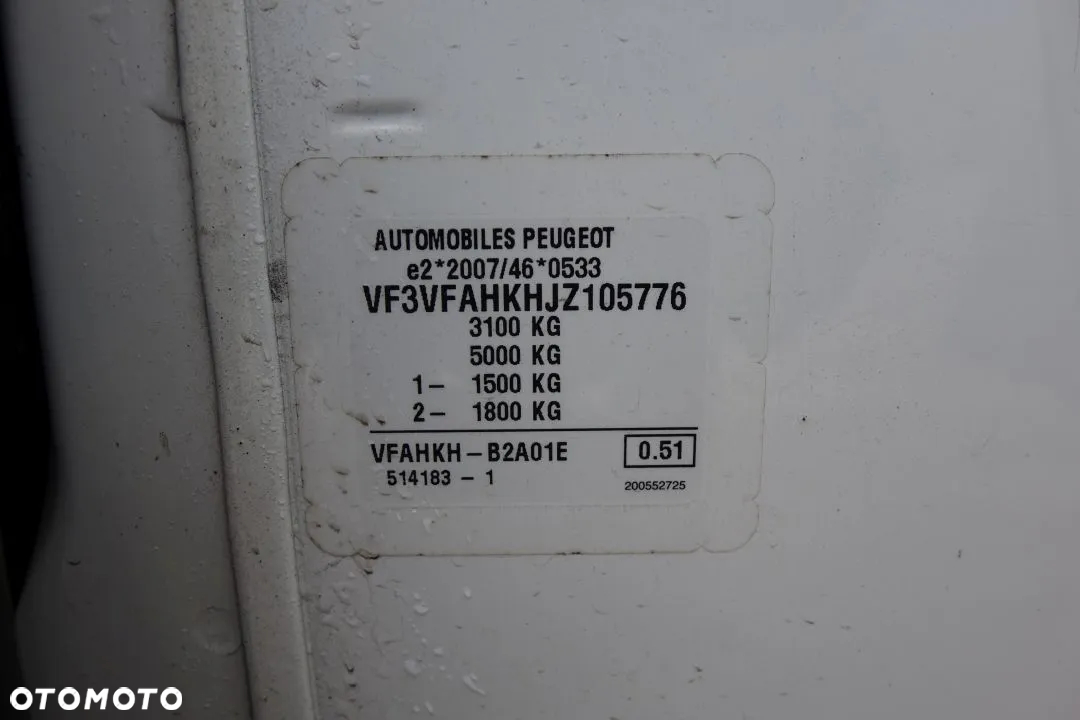 AUTOMOBILES PEUGEOT
e2*2007/46*0533
VF3VFAHKHJZ105776
3100 KG
5000 KG
1- 1500 KG
2- 1800 KG
VFAHKH-B2A01E 0.51
514183 - 1 200552725
OTOMOTO